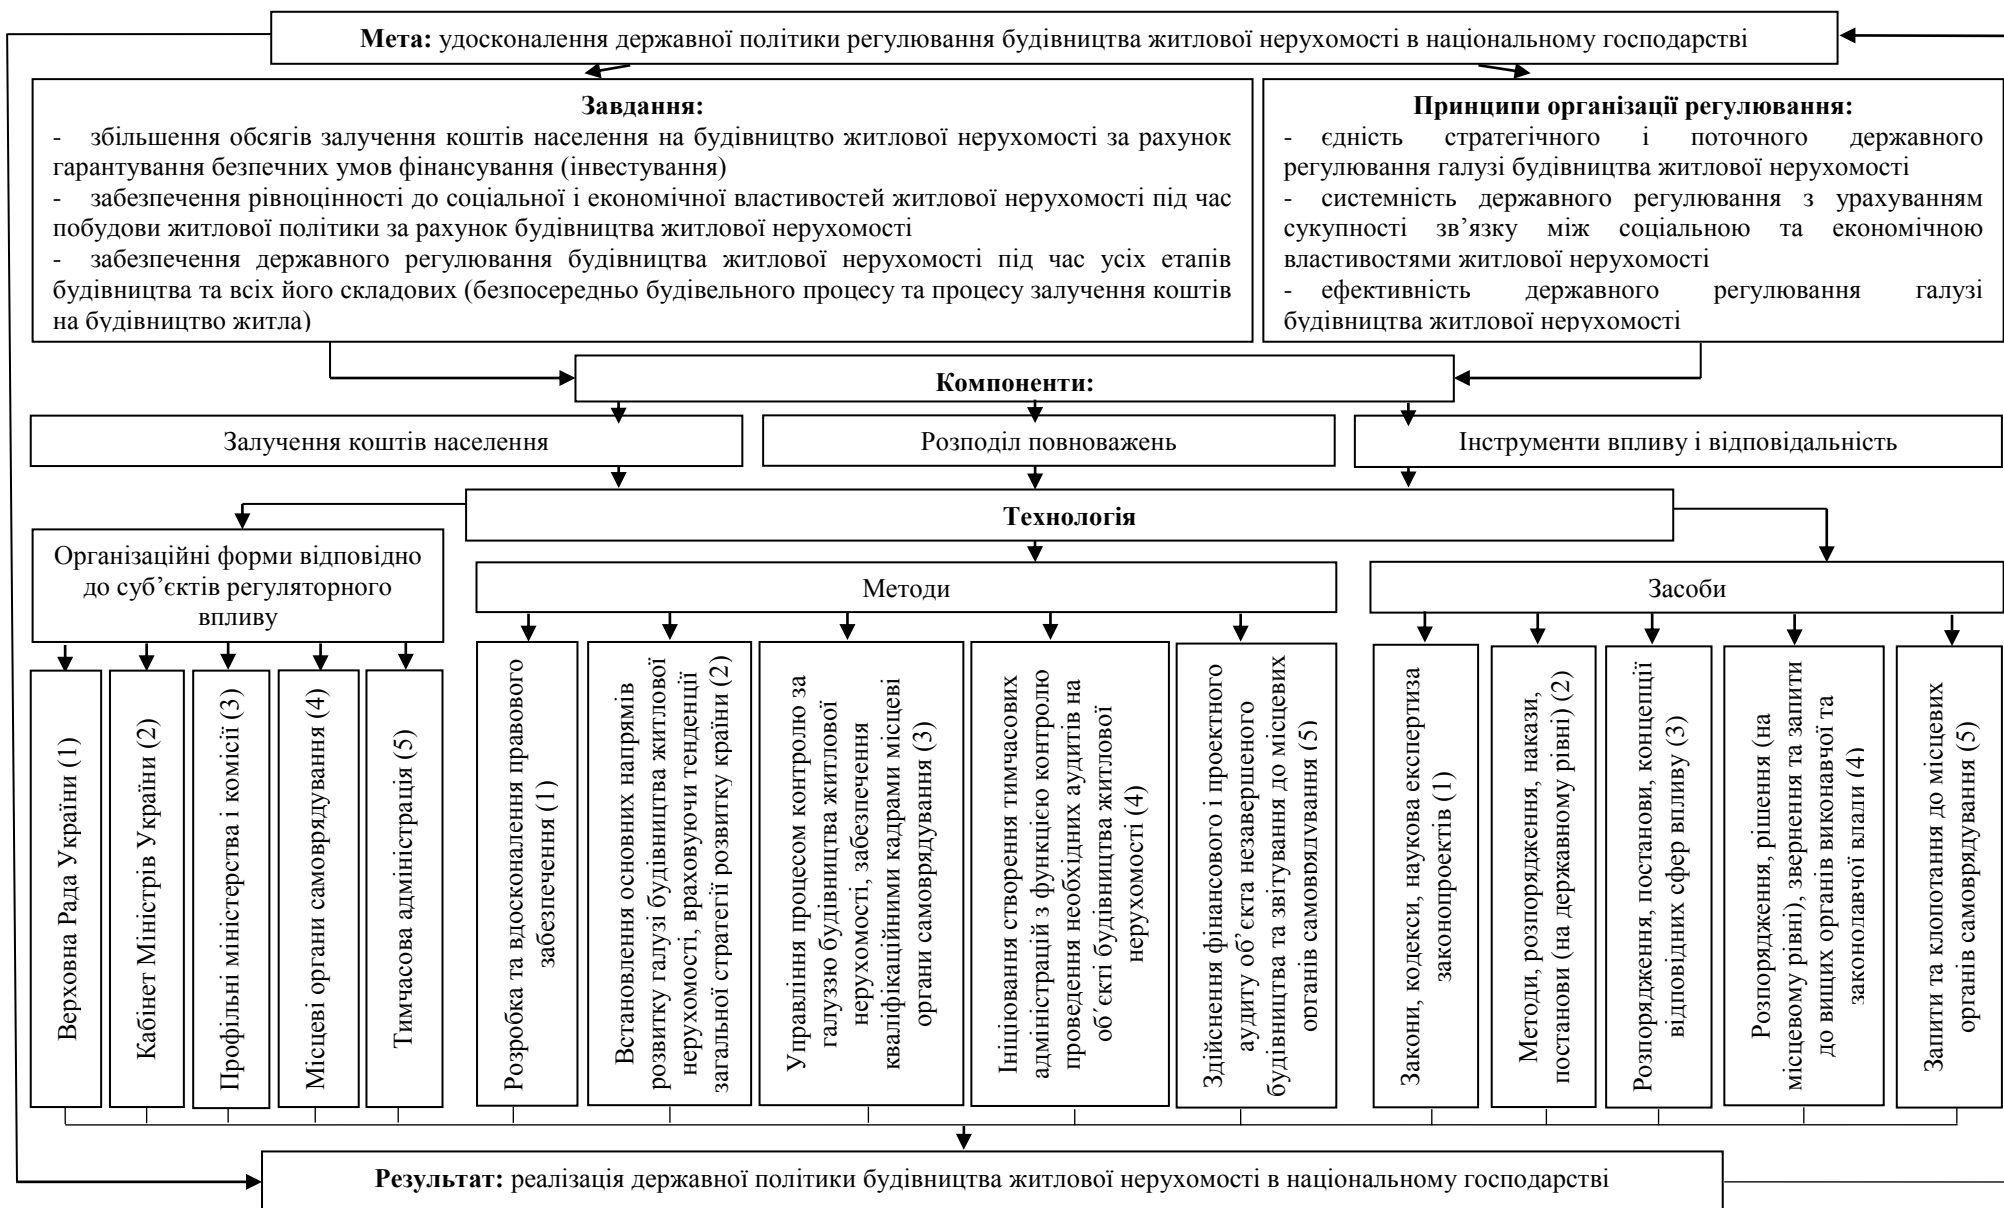 Мета: удосконалення державної політики регулювання будівництва житлової нерухомості в національному господарстві
Завдання:
- збільшення обсягів залучення коштів населення на будівництво житлової нерухомості за рахунок
гарантування безпечних умов фінансування (інвестування)
- забезпечення рівноцінності до соціальної і економічної властивостей житлової нерухомості під час
побудови житлової політики за рахунок будівництва житлової нерухомості
- забезпечення державного регулювання будівництва житлової нерухомості під час усіх етапів
будівництва та всіх його складових (безпосередньо будівельного процесу та процесу залучення коштів
на будівництво житла)
Принципи організації регулювання:
- єдність стратегічного і поточного державного
регулювання галузі будівництва житлової нерухомості
- системність державного регулювання з урахуванням
сукупності зв’язку між соціальною та економічною
властивостями житлової нерухомості
- ефективність державного регулювання галузі
будівництва житлової нерухомості
Компоненти:
Залучення коштів населення
Розподіл повноважень
Інструменти впливу і відповідальність
Технологія
Організаційні форми відповідно
до суб’єктів регуляторного
впливу
Методи
Засоби
Верховна Рада України (1)
Кабінет Міністрів України (2)
Профільні міністерства і комісії (3)
Місцеві органи самоврядування (4)
Тимчасова адміністрація (5)
Розробка та вдосконалення правового
забезпечення (1)
Встановлення основних напрямів
розвитку галузі будівництва житлової
нерухомості, враховуючи тенденції
загальної стратегії розвитку країни (2)
Управління процесом контролю за
галуззю будівництва житлової
нерухомості, забезпечення
кваліфікаційними кадрами місцеві
органи самоврядування (3)
Ініціювання створення тимчасових
адміністрацій з функцією контролю
проведення необхідних аудитів на
об´єкті будівництва житлової
нерухомості (4)
Здійснення фінансового і проектного
аудиту об´єкта незавершеного
будівництва та звітування до місцевих
органів самоврядування (5)
Закони, кодекси, наукова експертиза
законопроектів (1)
Методи, розпорядження, накази,
постанови (на державному рівні) (2)
Розпорядження, постанови, концепції
відповідних сфер впливу (3)
Розпорядження, рішення (на
місцевому рівні), звернення та запити
до вищих органів виконавчої та
законодавчої влади (4)
Запити та клопотання до місцевих
органів самоврядування (5)
Результат: реалізація державної політики будівництва житлової нерухомості в національному господарстві